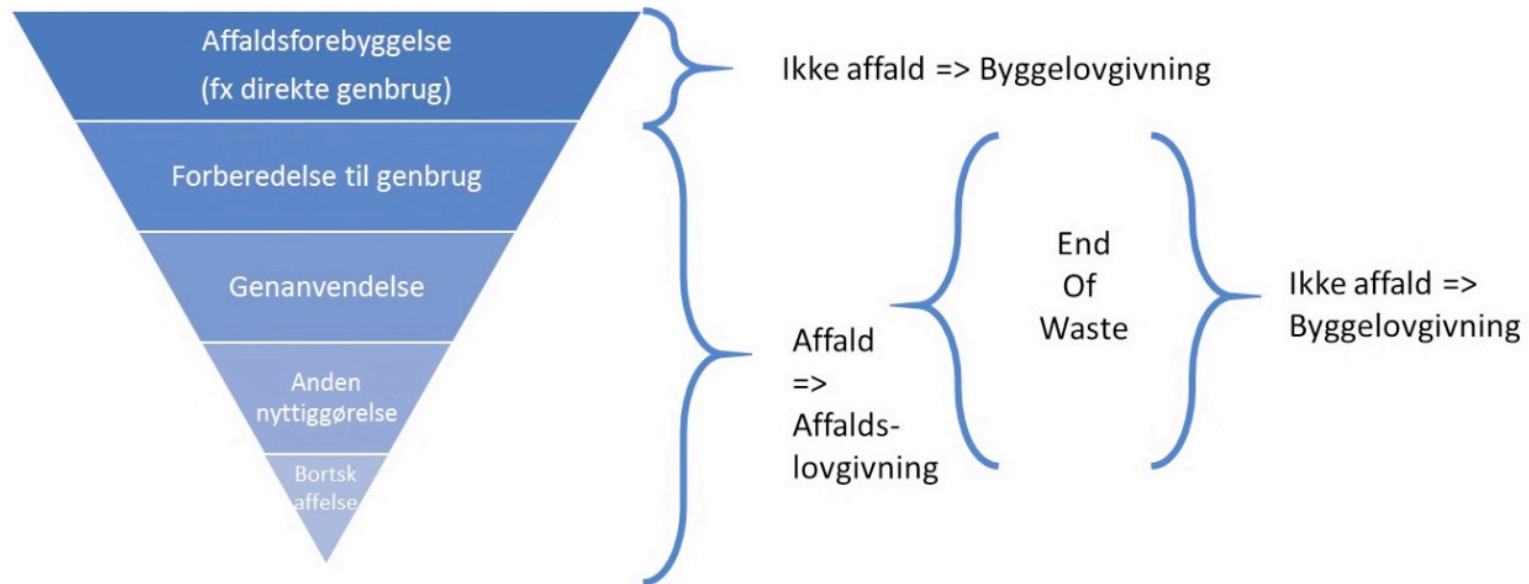 Affaldsforebyggelse
(fx direkte genbrug)
Forberedelse til genbrug
Genanvendelse
Anden
nyttiggørelse
Bortsk
affelse
Ikke affald => Byggelovgivning
Affald
=>
Affalds-
lovgivning
End
Of
Waste
Ikke affald =>
Byggelovgivning